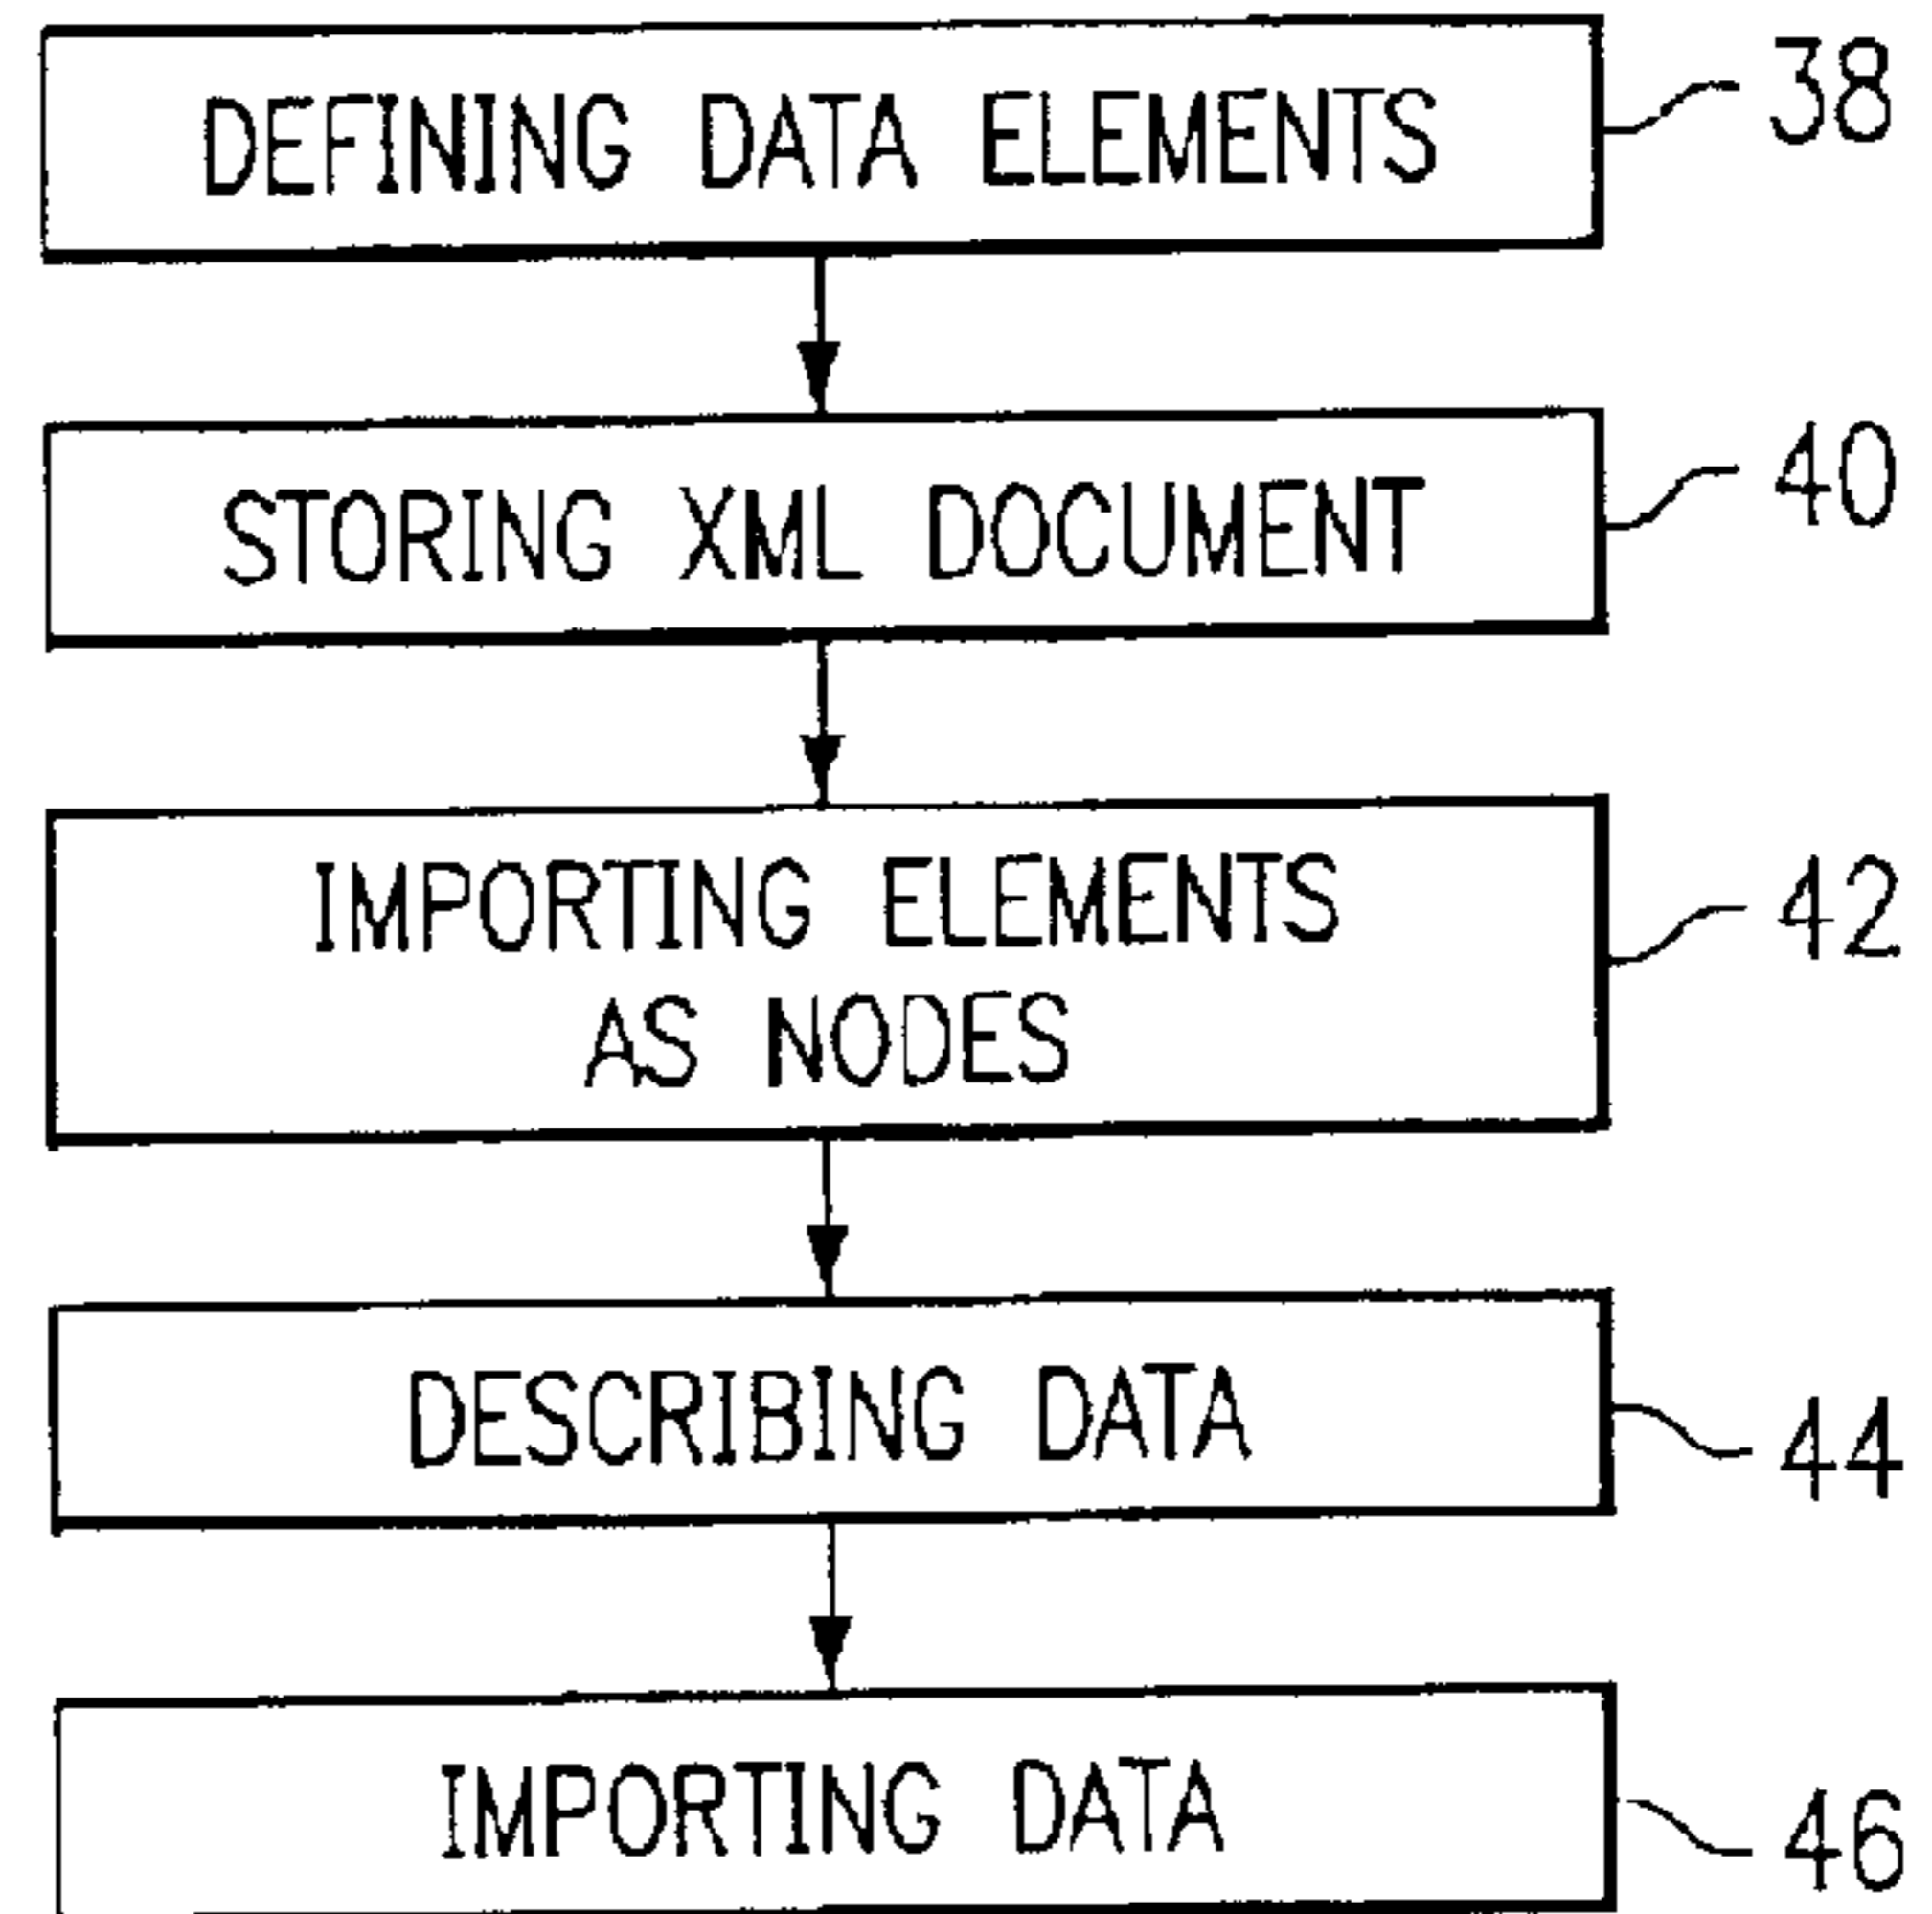 DEFINING DATA ELEMENTS
38
STORING XML DOCUMENT
40
IMPORTING ELEMENTS
AS NODES
42
DESCRIBING DATA
44
IMPORTING DATA
46